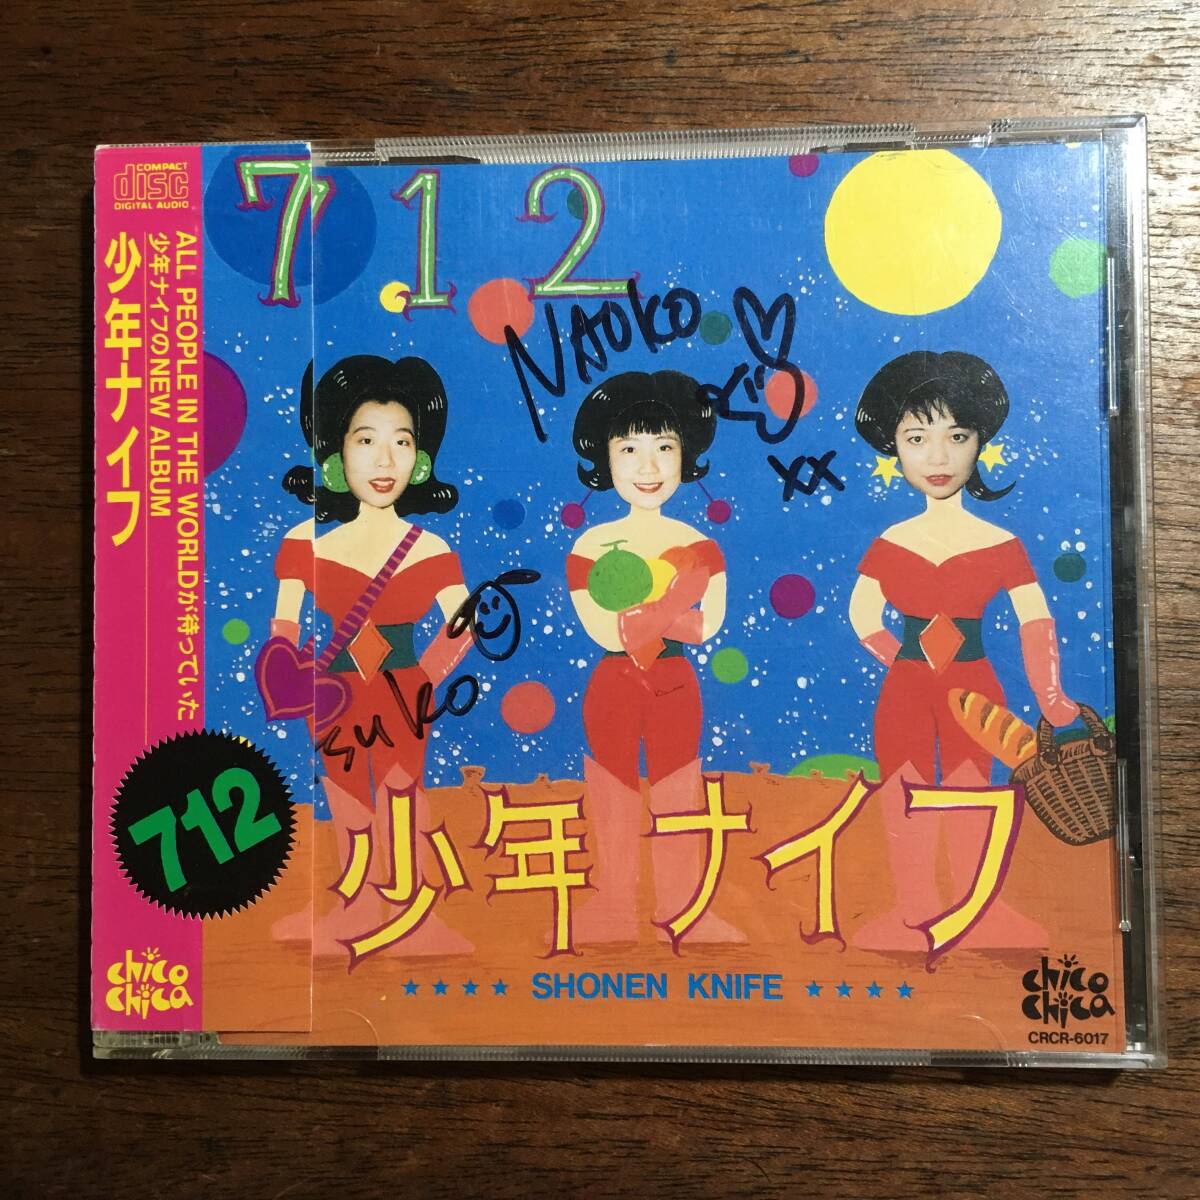 COMPACT
disc
DIGITAL AUDIO
ALL PEOPLE IN THE WORLDが待っていた
少年ナイフのNEW ALBUM
少年ナイフ
712
chico
chica
712
NAOKO
xx
suko
少年ナイフ
★★★★ SHONEN KNIFE ★★★★
chico
chica
CRCR-6017